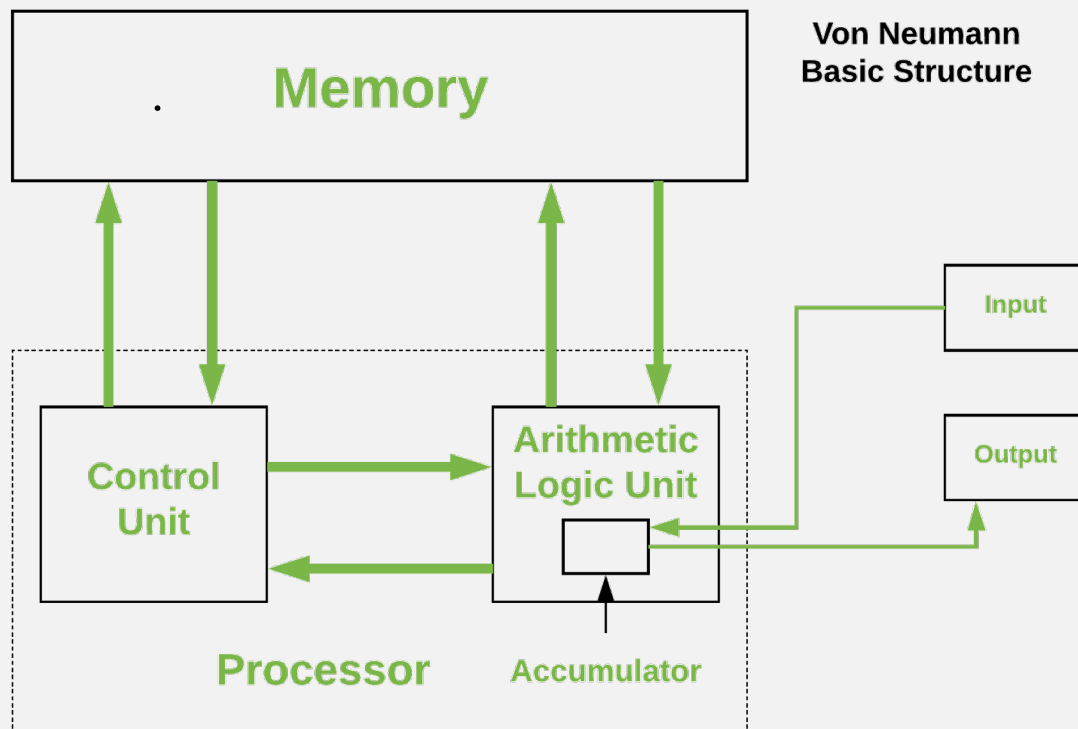 Von Neumann
Basic Structure
Memory
Input
Output
Control
Unit
Arithmetic
Logic Unit
Processor
Accumulator